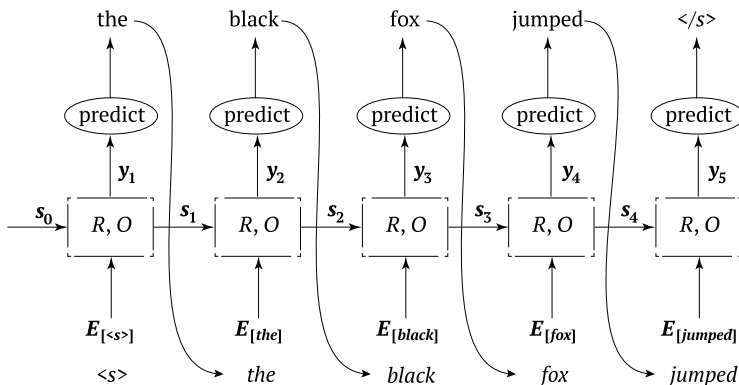 the black fox jumped </s>
predict predict predict predict predict
y1 y2 y3 y4 y5
s0 R, O s1 R, O s2 R, O s3 R, O s4 R, O
E[<s>] E[the] E[black] E[fox] E[jumped]
<s> the black fox jumped